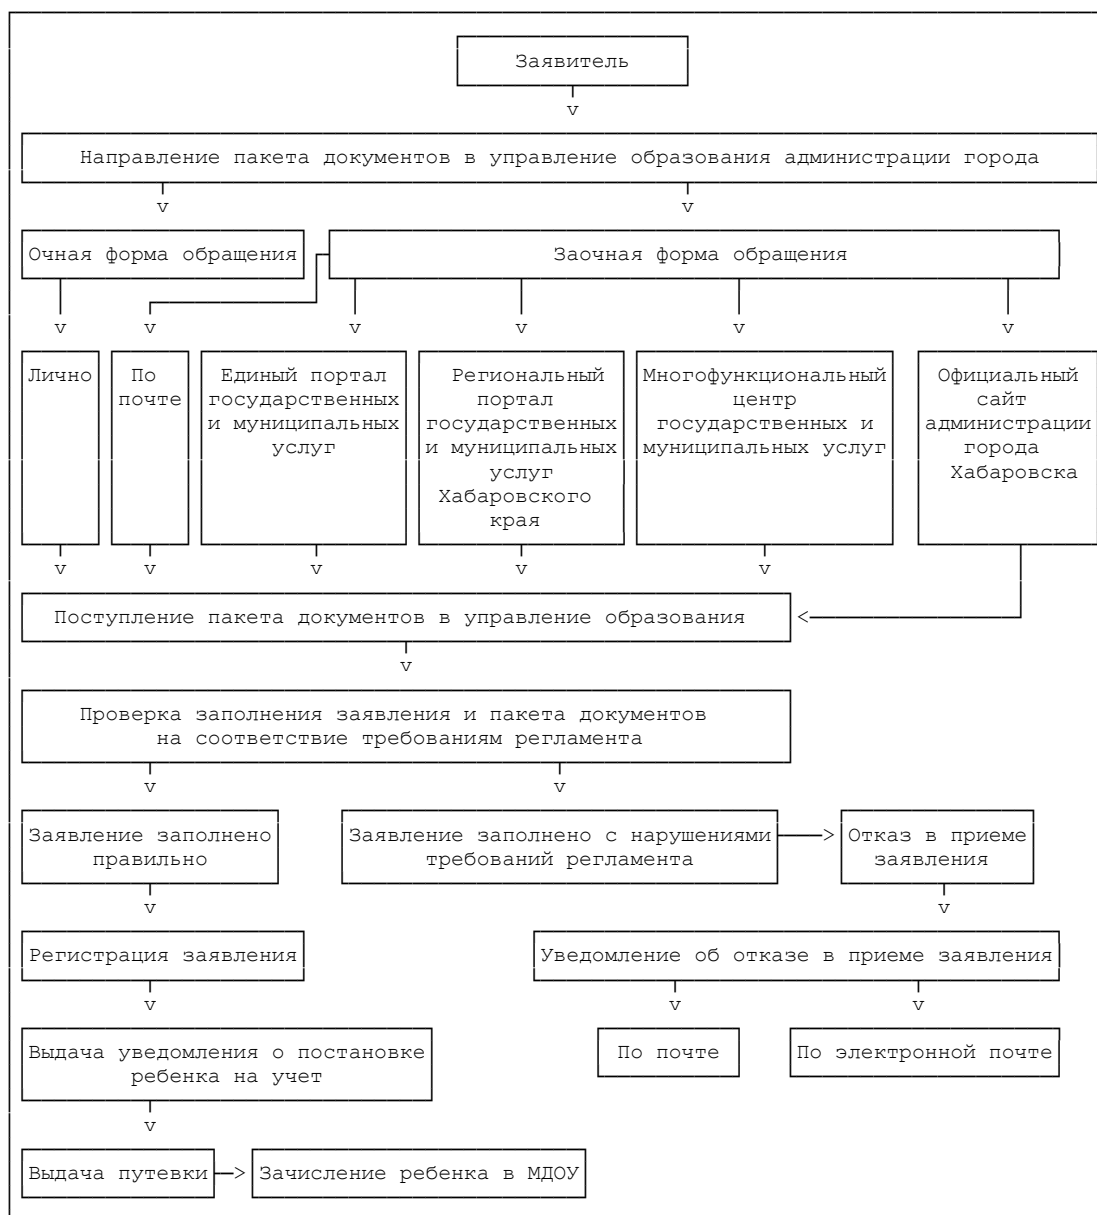 Заявитель
v
Направление пакета документов в управление образования администрации города
v v
Очная форма обращения
Заочная форма обращения
v v v v v v
Лично
По
почте
Единый портал
государственных
и муниципальных
услуг
Региональный
портал
государственных
и муниципальных
услуг
Хабаровского
края
Многофункциональный
центр
государственных и
муниципальных услуг
Официальный
сайт
администрации
города
Хабаровска
v v v v v
Поступление пакета документов в управление образования
<
v
Проверка заполнения заявления и пакета документов
на соответствие требованиям регламента
v v
Заявление заполнено
правильно
Заявление заполнено с нарушениями
требований регламента
>
Отказ в приеме
заявления
v v
Регистрация заявления
Уведомление об отказе в приеме заявления
v v v
Выдача уведомления о постановке
ребенка на учет
По почте
По электронной почте
v
Выдача путевки
>
Зачисление ребенка в МДОУ